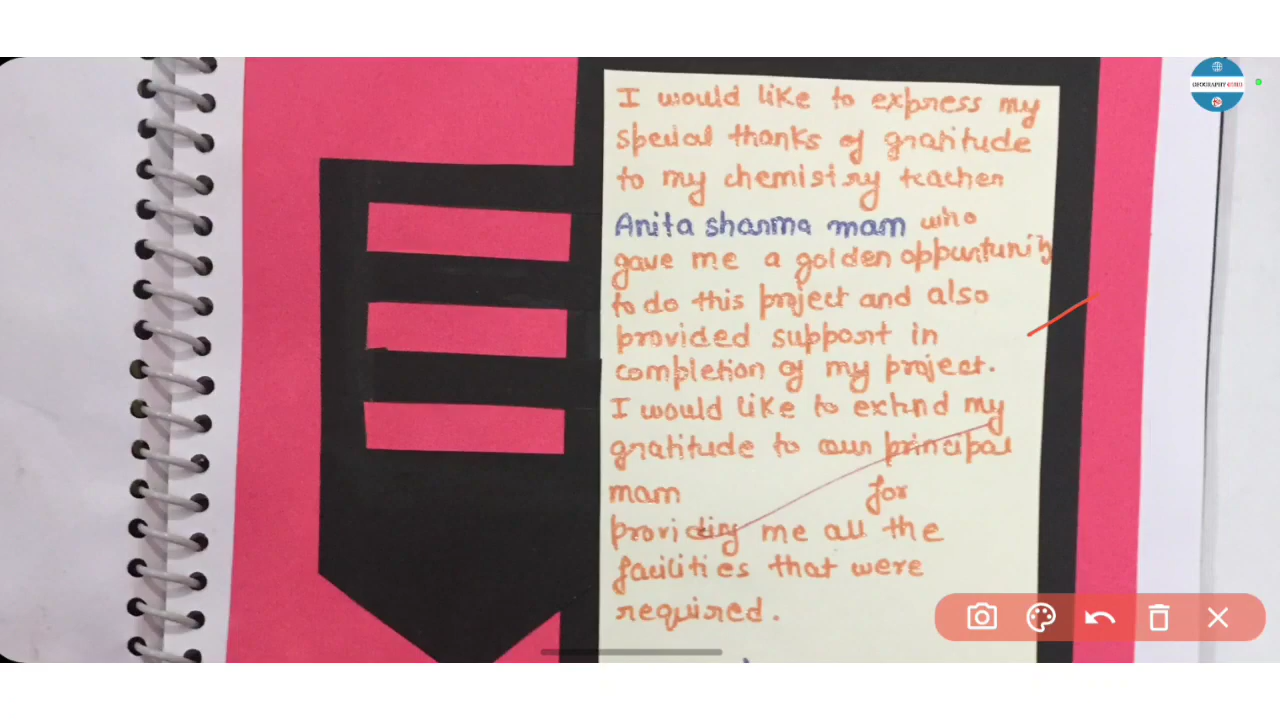 I would like to express my
special thanks of gratitude
to my chemistry teacher
Anita sharma mam who
gave me a golden oppurtunity
to do this project and also
provided support in
completion of my project.
I would like to extend my
gratitude to our principal
mam for
providing me all the
facilities that were
required.